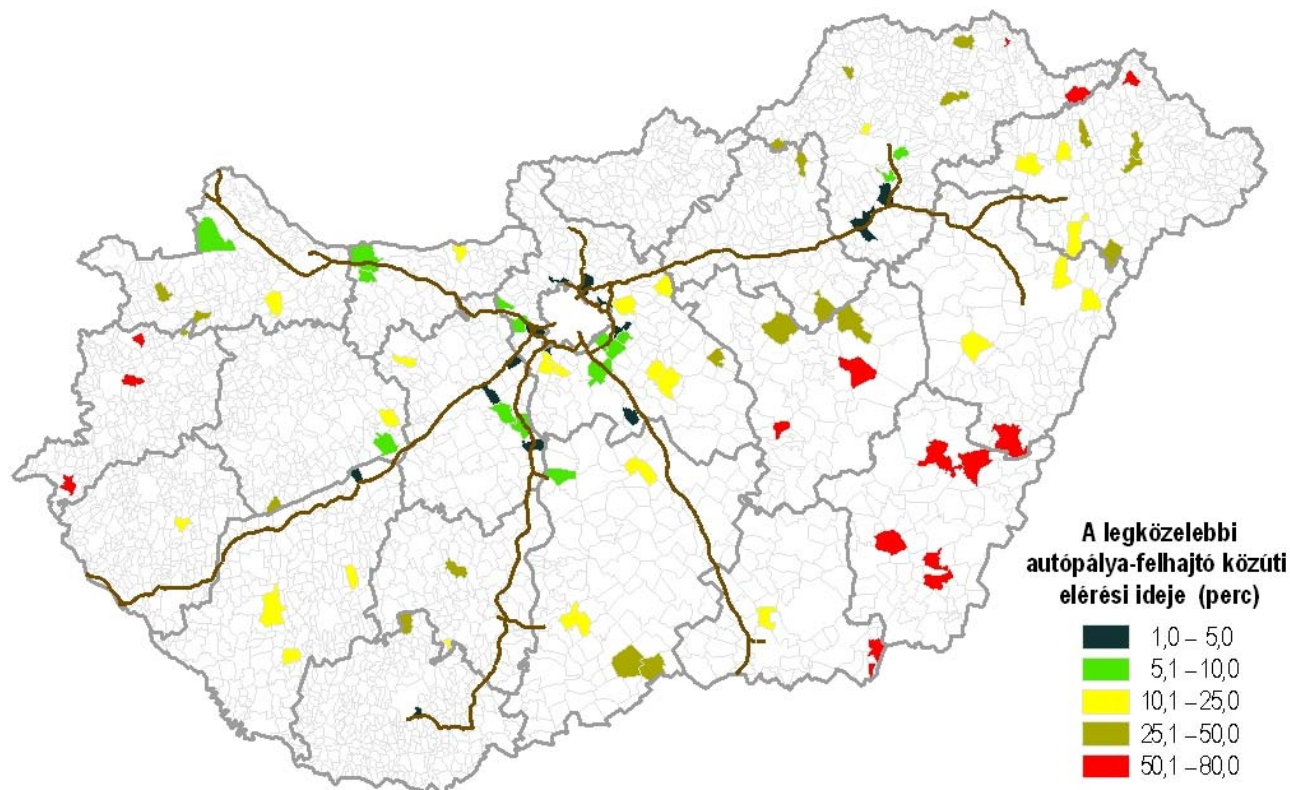 A legközelebbi
autópálya-felhajtó közúti
elérési ideje (perc)
1,0 – 5,0
5,1 – 10,0
10,1 – 25,0
25,1 – 50,0
50,1 – 80,0